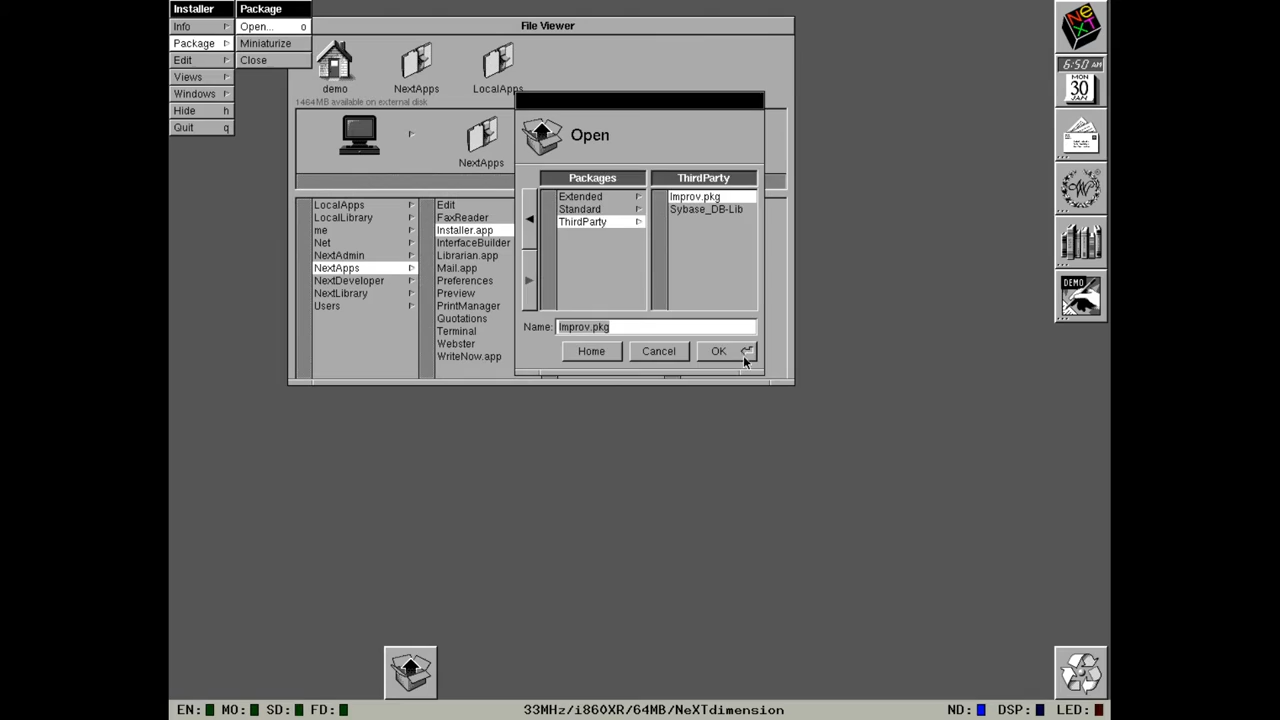 Installer
Info
Package
Edit
Views
Windows
Hide h
Quit q
Package
Open... o
Miniaturize
Close
File Viewer
demo
NextApps
LocalApps
1464MB available on external disk
NextApps
LocalApps
LocalLibrary
me
Net
NextAdmin
NextApps
NextDeveloper
NextLibrary
Users
Edit
FaxReader
Installer.app
InterfaceBuilder
Librarian.app
Mail.app
Preferences
Preview
PrintManager
Quotations
Terminal
Webster
WriteNow.app
Open
Packages
Extended
Standard
ThirdParty
ThirdParty
Improv.pkg
Sybase_DB-Lib
Name: Improv.pkg
Home
Cancel
OK
NeXT
6:50 AM
MON
30
JAN
W
DEMO
EN: MO: SD: FD:
33MHz/i860XR/64MB/NeXTdimension
ND: DSP: LED: